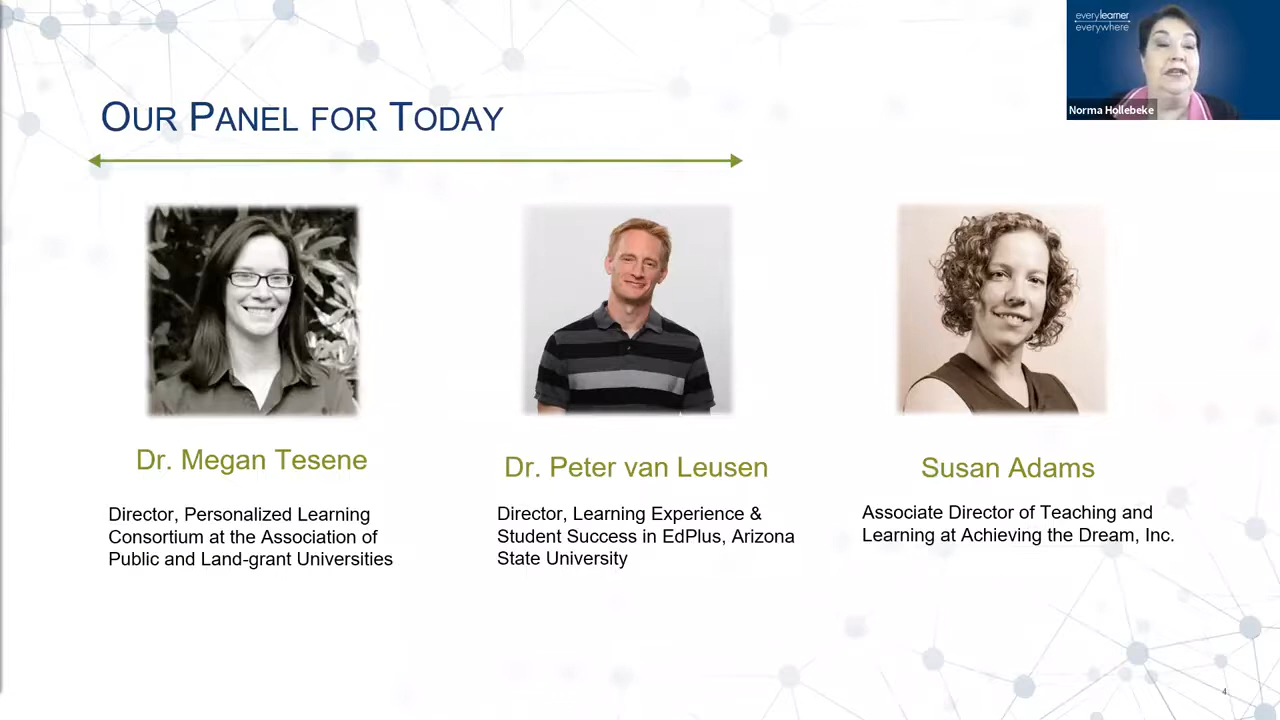 everylearner
everywhere
Norma Hollebeke
OUR PANEL FOR TODAY
Dr. Megan Tesene
Director, Personalized Learning
Consortium at the Association of
Public and Land-grant Universities
Dr. Peter van Leusen
Director, Learning Experience &
Student Success in EdPlus, Arizona
State University
Susan Adams
Associate Director of Teaching and
Learning at Achieving the Dream, Inc.
4